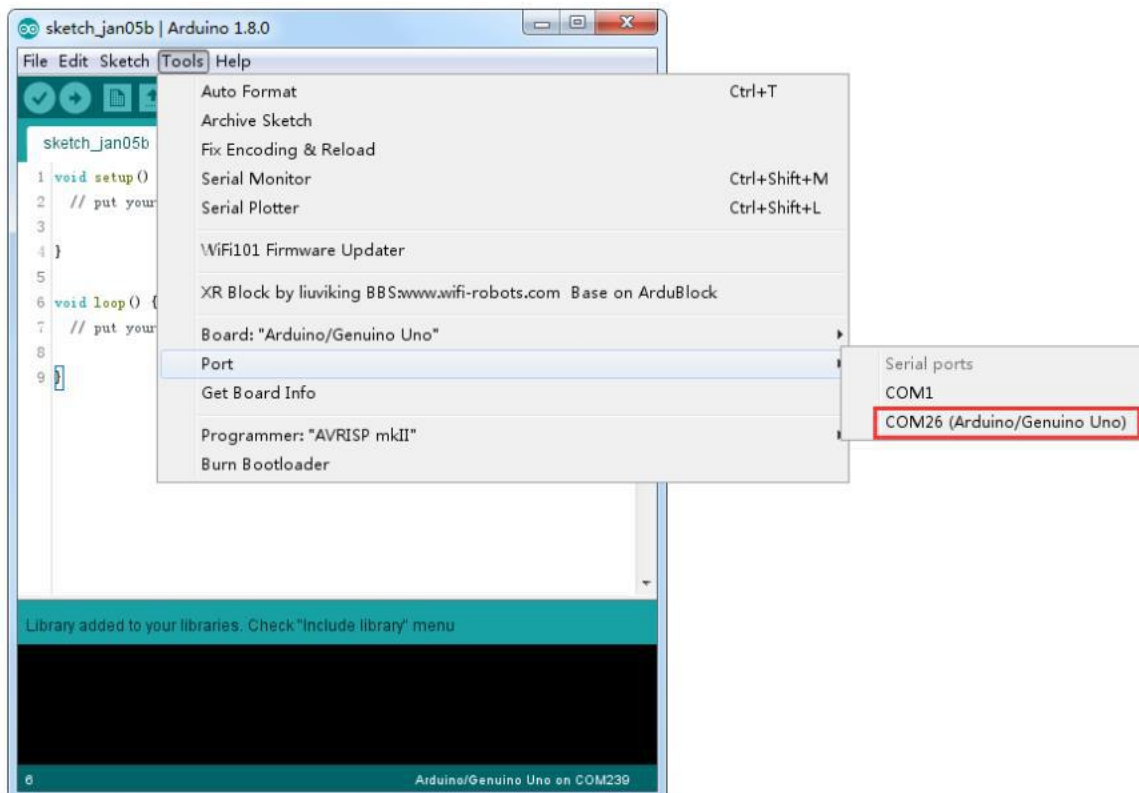 sketch_jan05b | Arduino 1.8.0
File Edit Sketch Tools Help
sketch_jan05b
1 void setup()
2 // put your
3
4 }
5
6 void loop() {
7 // put your
8
9 }
Auto Format Ctrl+T
Archive Sketch
Fix Encoding & Reload
Serial Monitor Ctrl+Shift+M
Serial Plotter Ctrl+Shift+L
WiFi101 Firmware Updater
XR Block by liuviking BBS:www.wifi-robots.com Base on ArduBlock
Board: "Arduino/Genuino Uno"
Port
Get Board Info
Programmer: "AVRISP mkII"
Burn Bootloader
Serial ports
COM1
COM26 (Arduino/Genuino Uno)
Library added to your libraries. Check "Include library" menu
6 Arduino/Genuino Uno on COM239